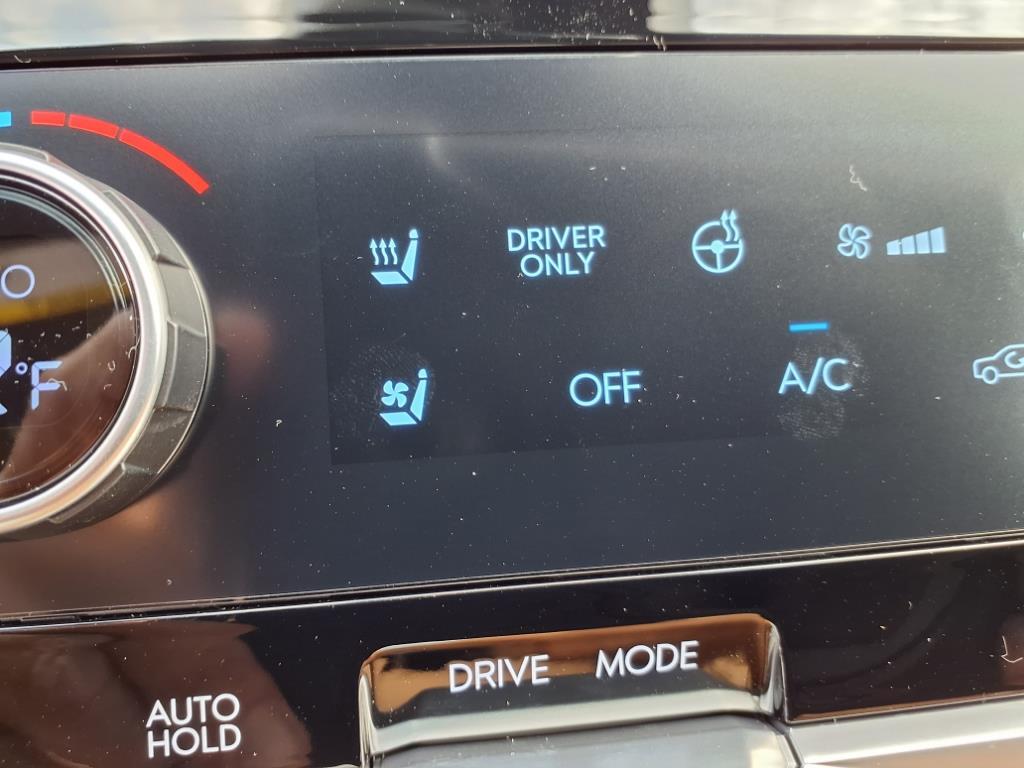 DRIVER
ONLY
°F
OFF
A/C
DRIVE MODE
AUTO
HOLD